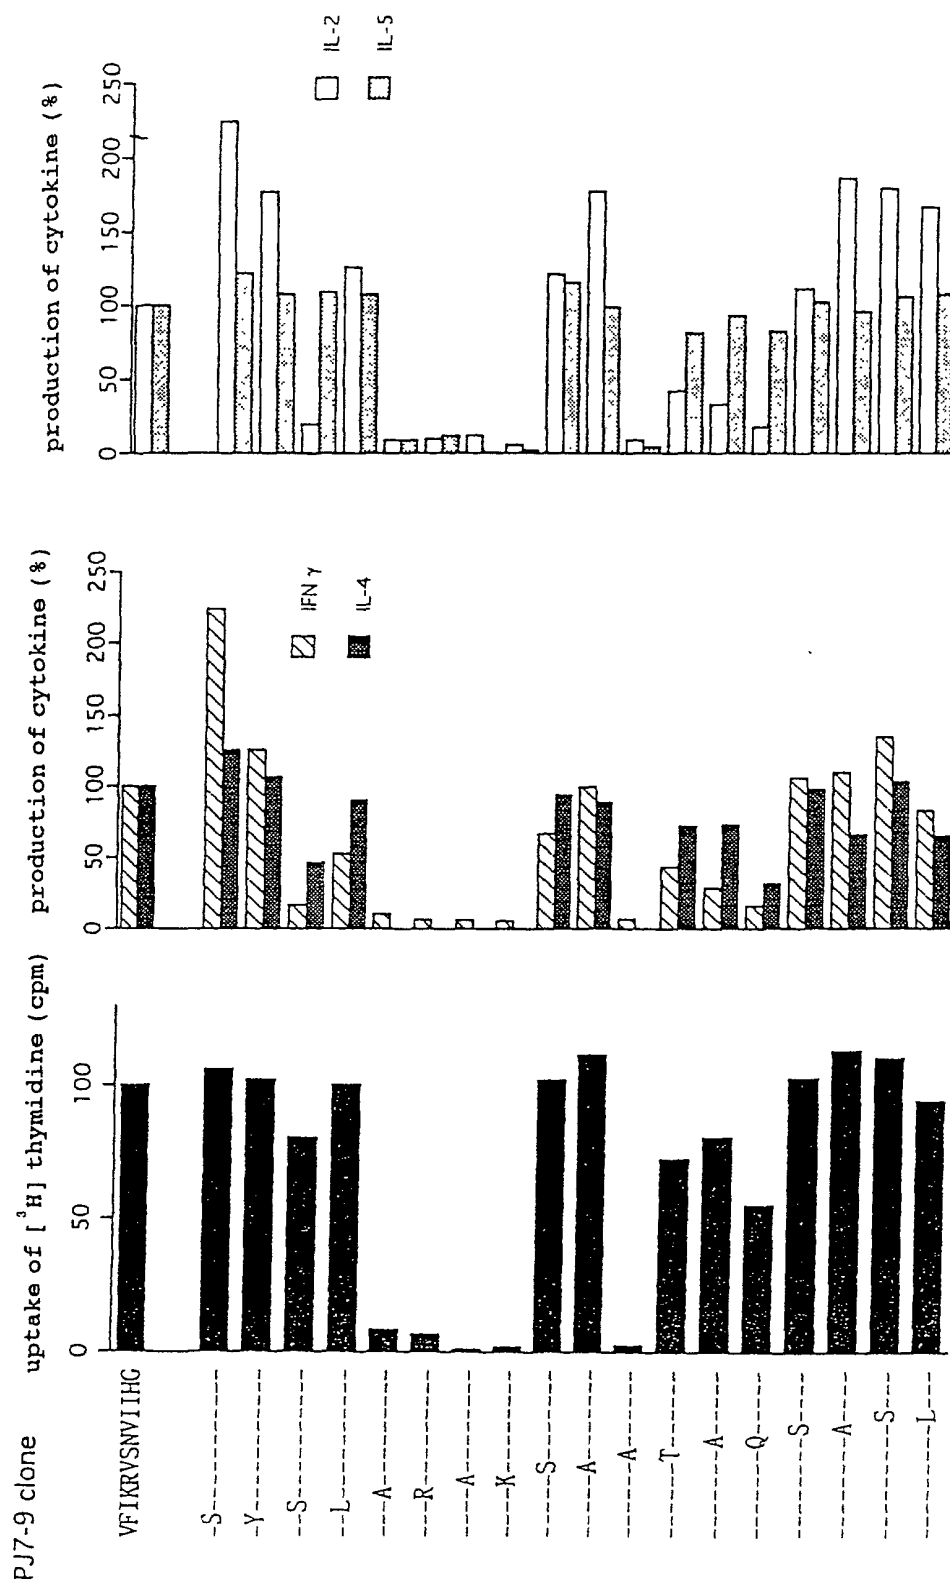 PJ7-9 clone
uptake of [³H] thymidine (cpm)
production of cytokine (%)
production of cytokine (%)
0 50 100
0 50 100 150 200 250
0 50 100 150 200 250
IFN γ
IL-4
IL-2
IL-5
VFIKRVSNVIIHG
-S-----------
-Y-----------
--S----------
--L----------
---A---------
---R---------
----A--------
----K--------
-----S-------
-----A-------
------A------
------T------
-------A-----
-------Q-----
--------S----
--------A----
---------S---
---------L---